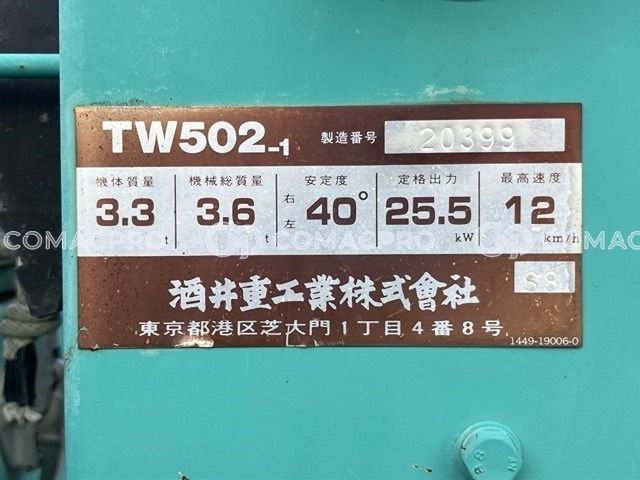 TW502-1 製造番号 20399
機体質量 機械総質量 安定度 定格出力 最高速度
3.3 t 3.6 t 右左 40° 25.5 kW 12 km/h
S8
酒井重工業株式會社
東京都港区芝大門1丁目4番8号
1449-19006-0
COMACPRO COMACPRO COMAC